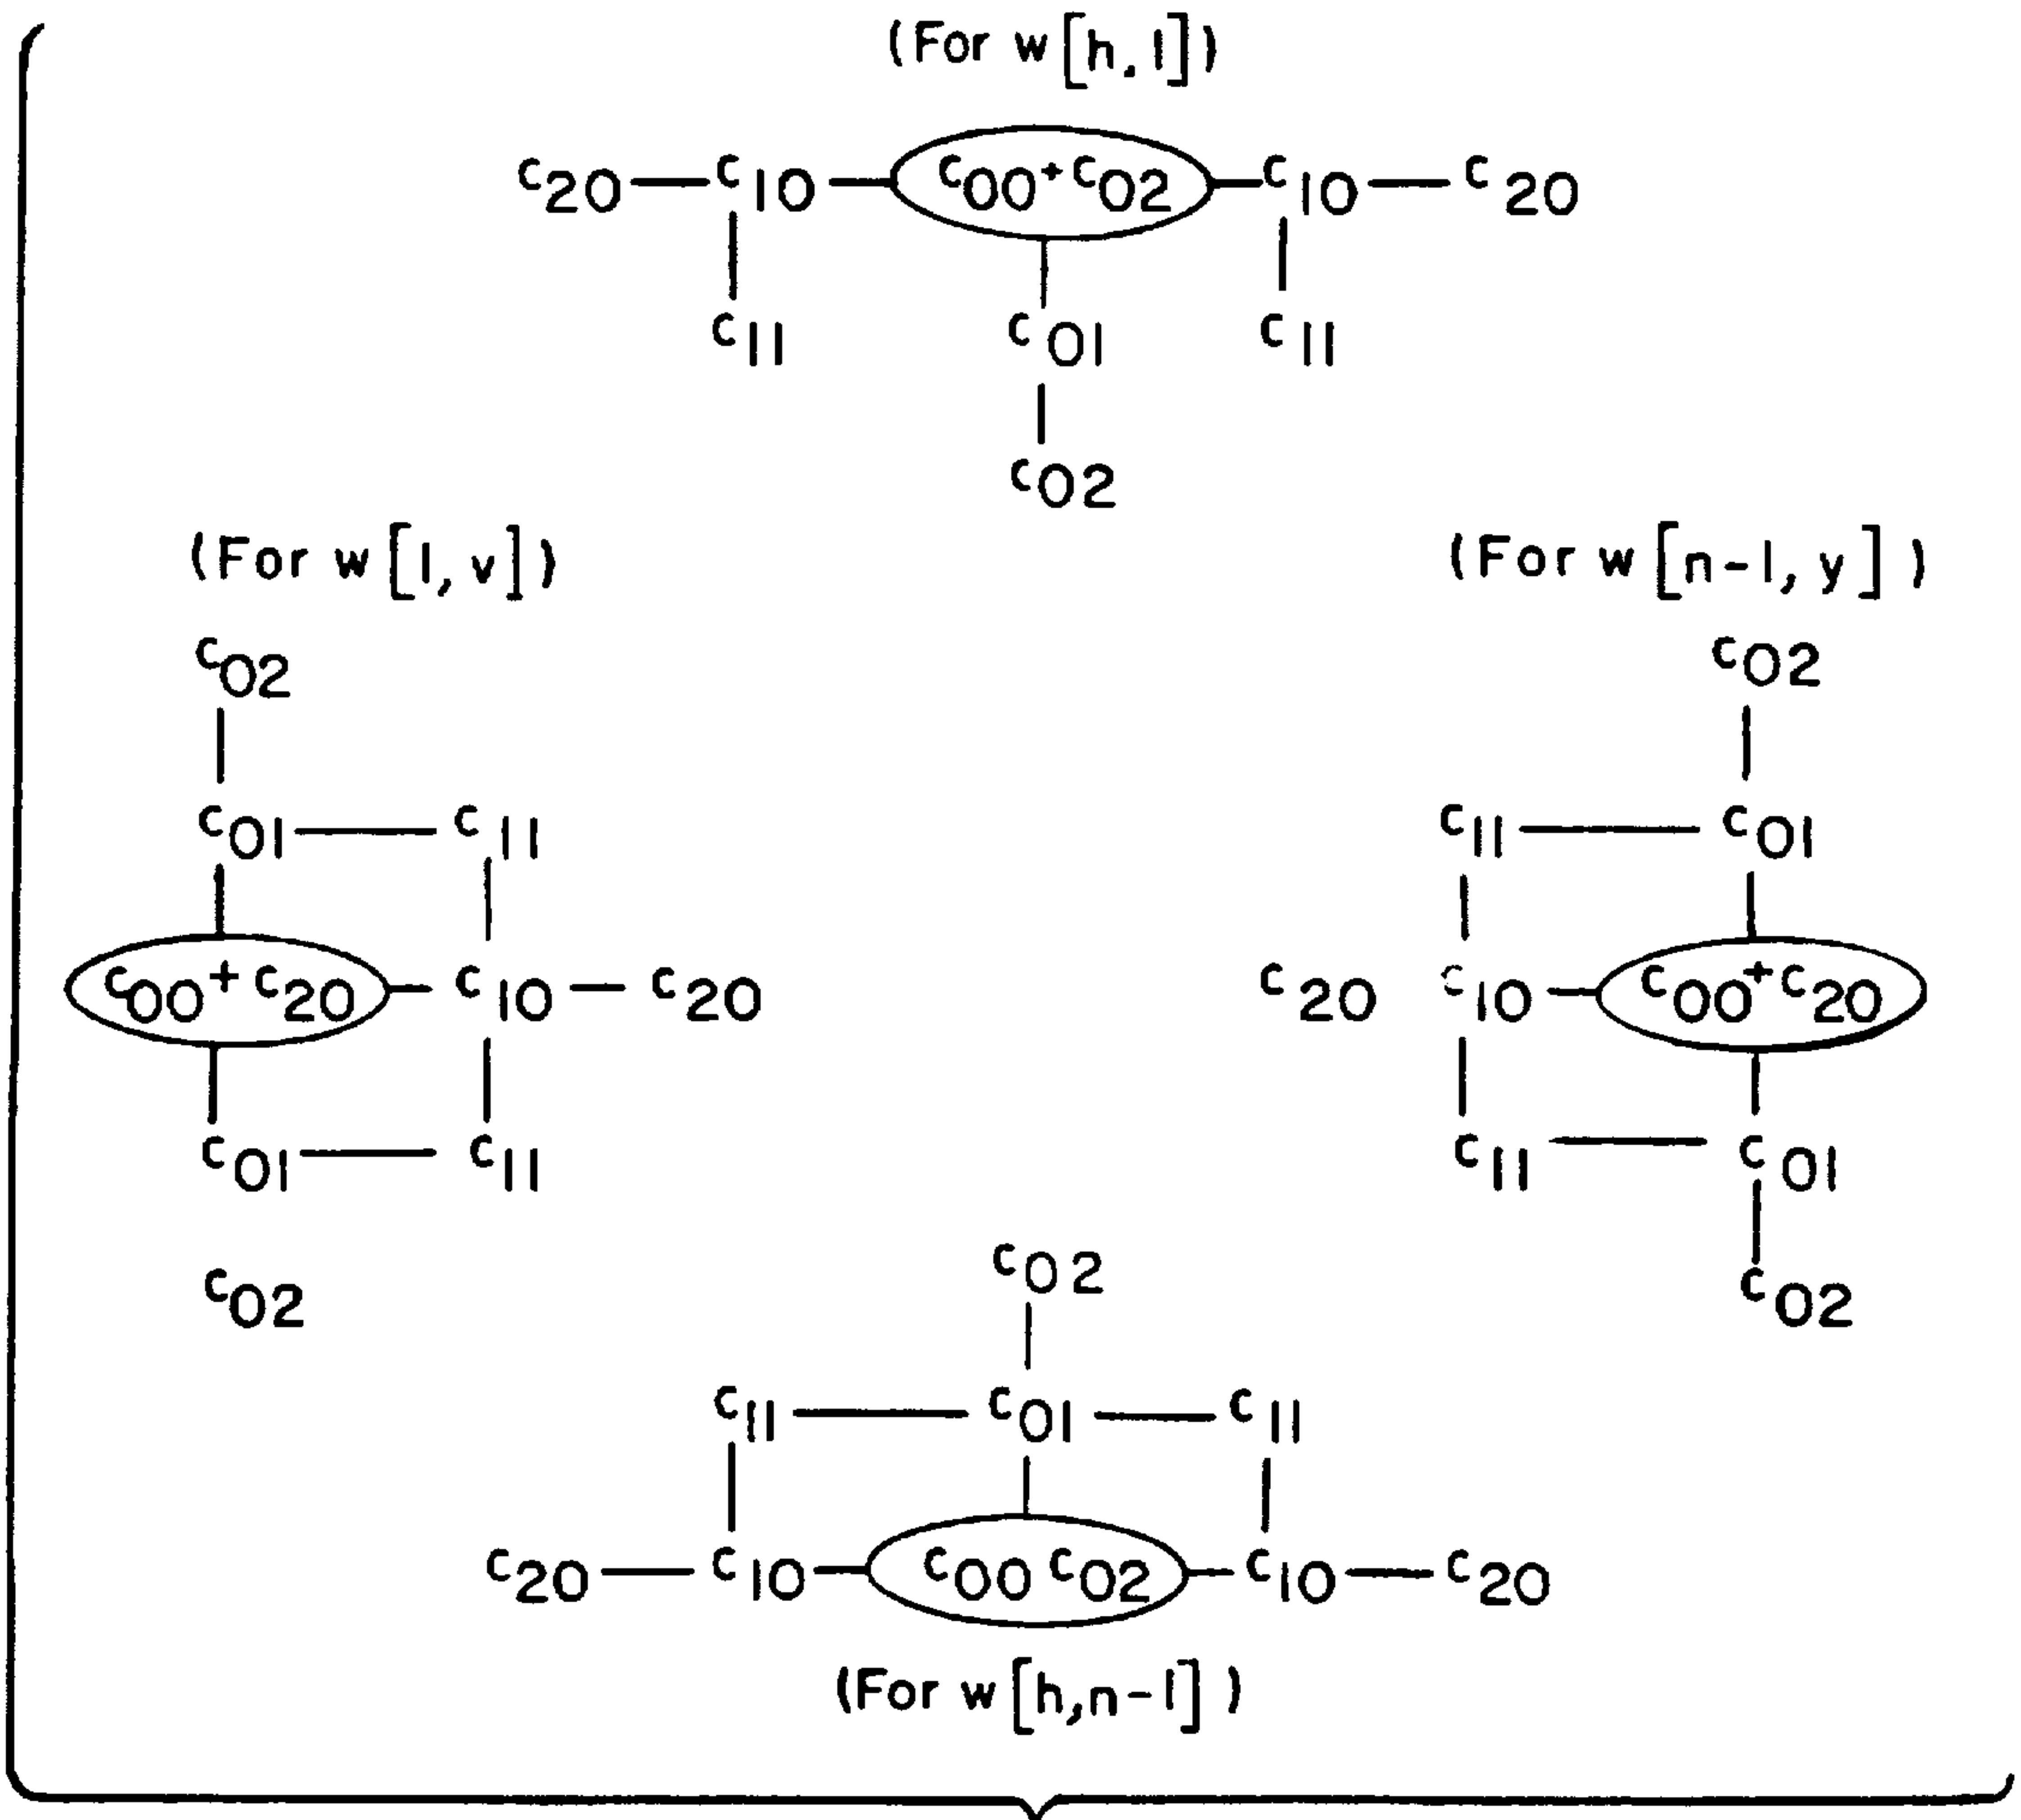 (For w[h, 1])
c20 c10 c00+c02 c10 c20
c11 c01 c11
c02
(For w[1, v])
c02
c01 c11
c00+c20 c10 c20
c01 c11
c02
(For w[n-1, y])
c02
c11 c01
c20 c10 c00+c20
c11 c01
c02
c02
c11 c01 c11
c20 c10 c00 c02 c10 c20
(For w[h,n-1])